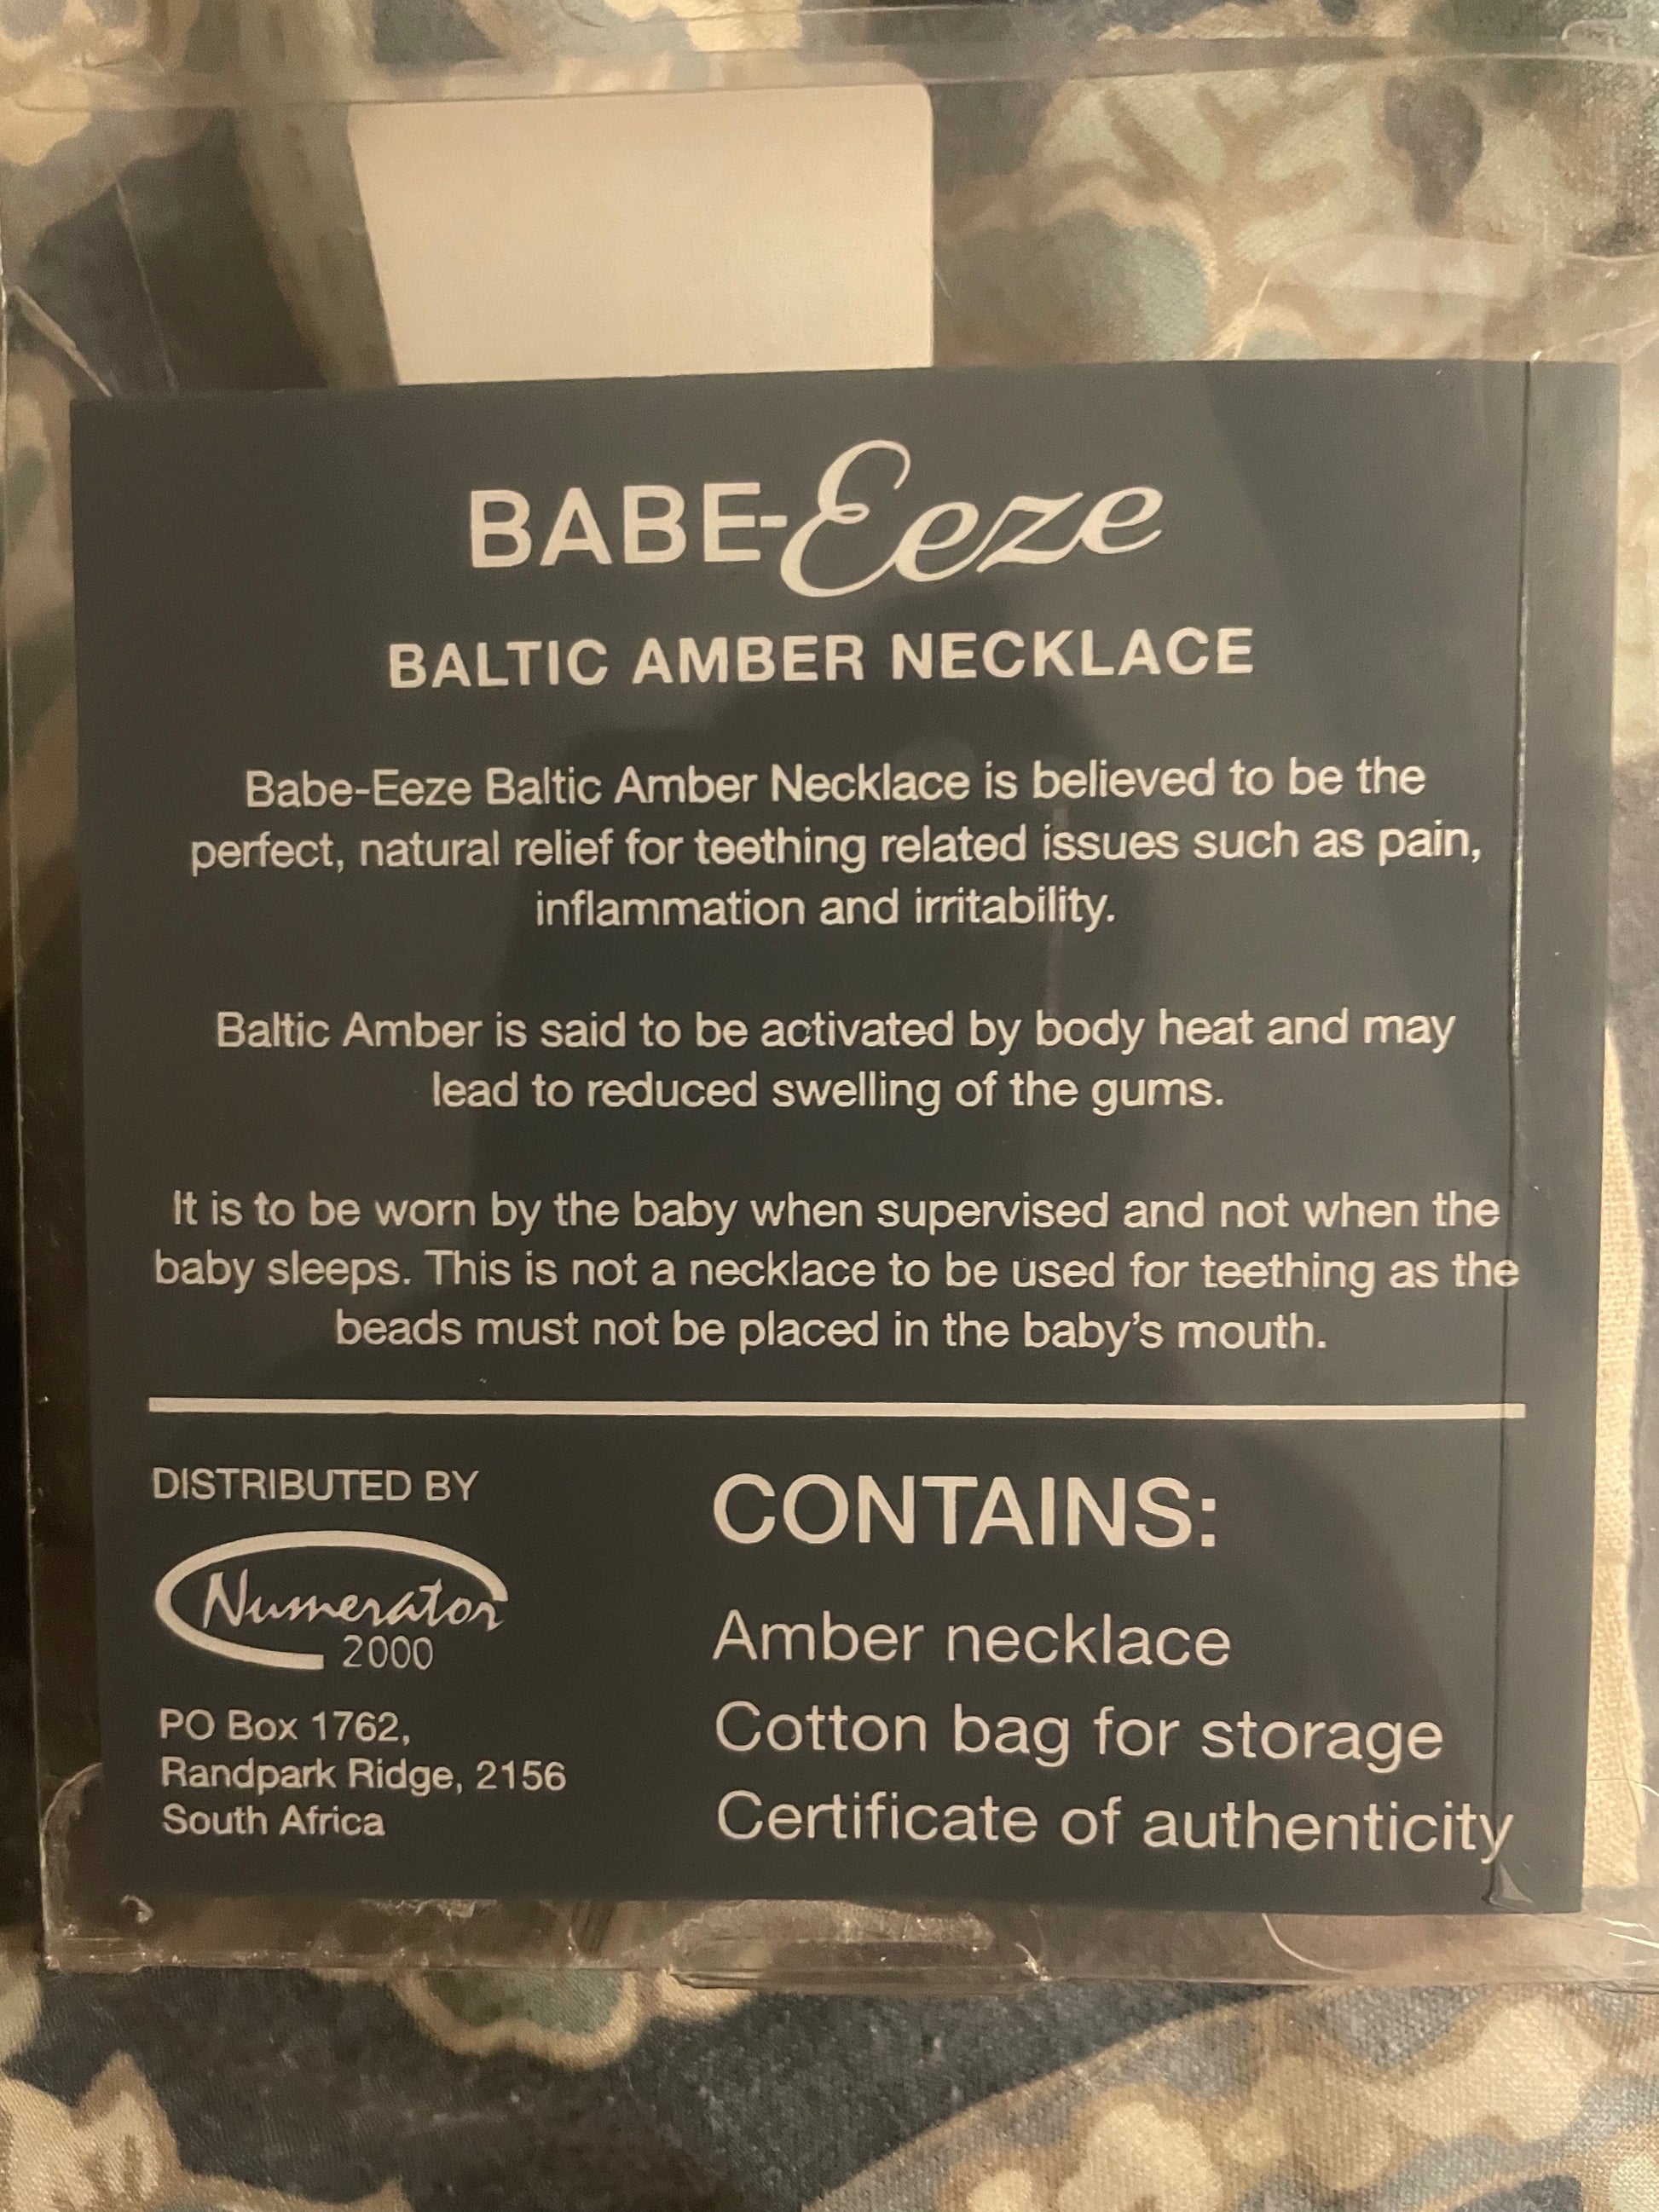 BABE-Eeze
BALTIC AMBER NECKLACE
Babe-Eeze Baltic Amber Necklace is believed to be the
perfect, natural relief for teething related issues such as pain,
inflammation and irritability.
Baltic Amber is said to be activated by body heat and may
lead to reduced swelling of the gums.
It is to be worn by the baby when supervised and not when the
baby sleeps. This is not a necklace to be used for teething as the
beads must not be placed in the baby's mouth.
DISTRIBUTED BY
Numerator
2000
PO Box 1762,
Randpark Ridge, 2156
South Africa
CONTAINS:
Amber necklace
Cotton bag for storage
Certificate of authenticity